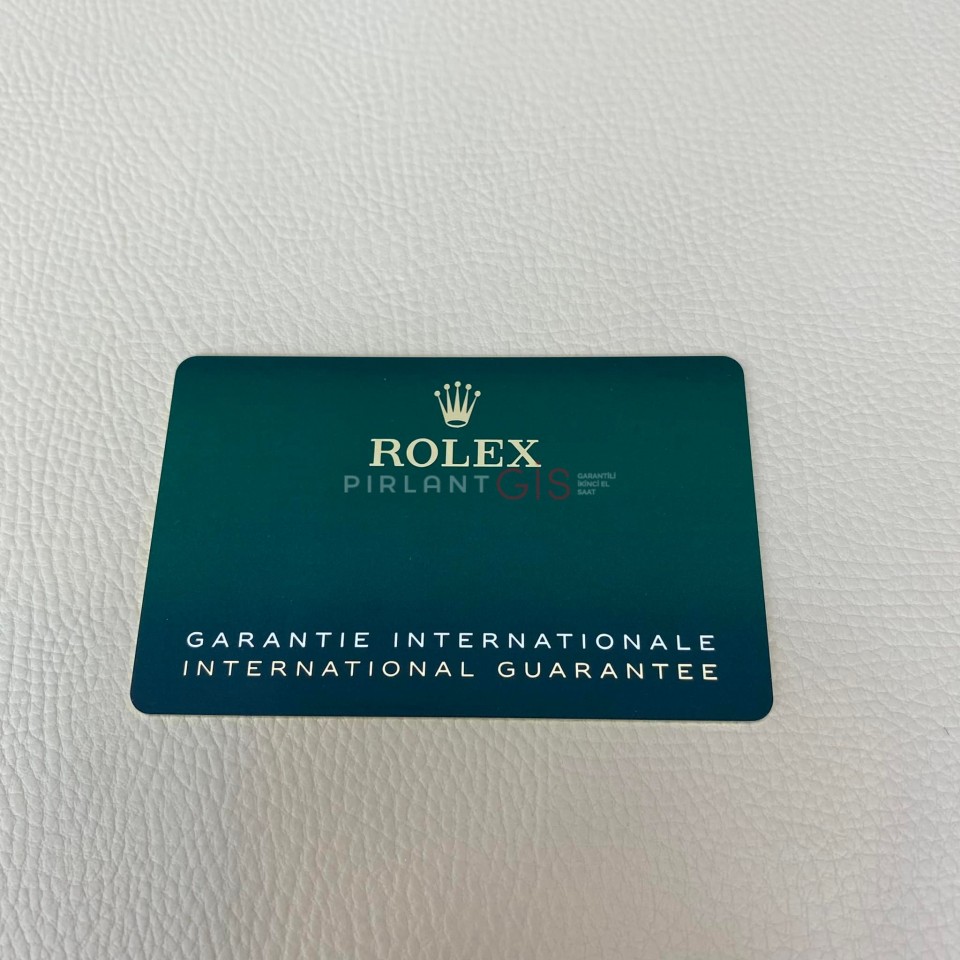 ROLEX
PIRLANTGIS
GARANTİLİ
İKİNCİ EL
SAAT
GARANTIE INTERNATIONALE
INTERNATIONAL GUARANTEE